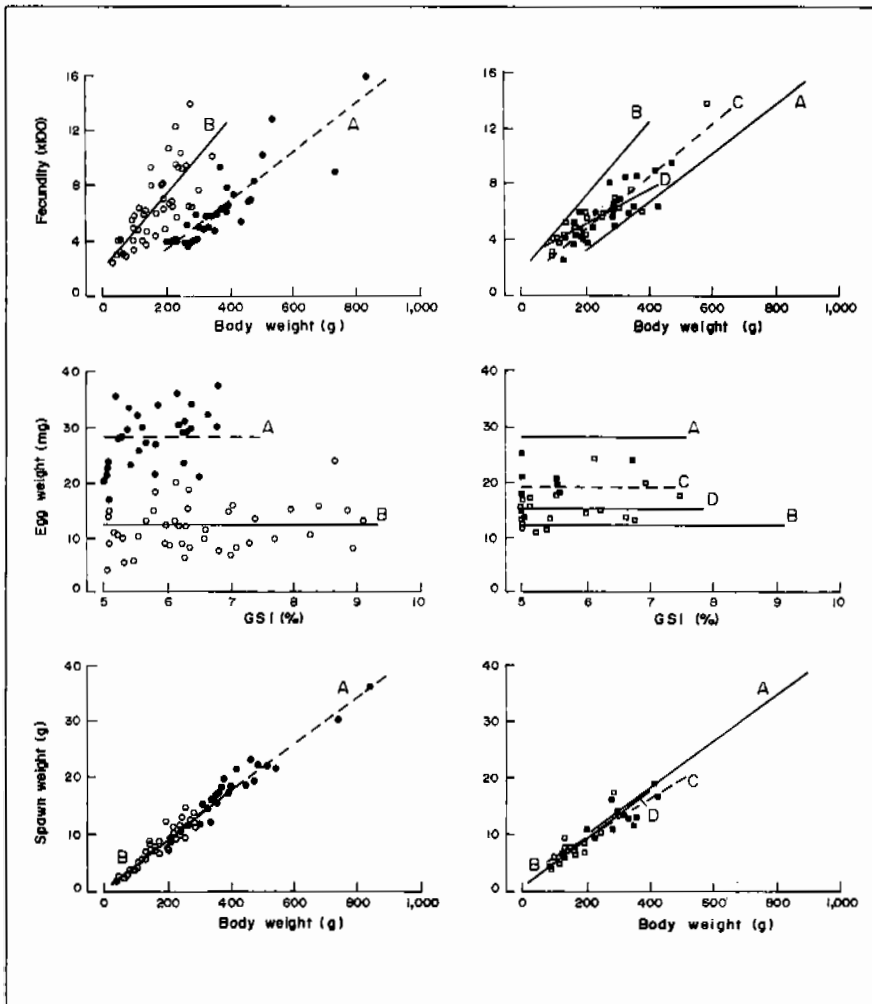 Fecundity (x100)
16
12
8
4
0
B
A
0 200 400 600 800 1,000
Body weight (g)
16
12
8
4
0
B
C
A
D
0 200 400 600 800 1,000
Body weight (g)
Egg weight (mg)
40
30
20
10
0
A
B
5 6 7 8 9 10
GSI (%)
40
30
20
10
0
A
C
D
B
5 6 7 8 9 10
GSI (%)
Spawn weight (g)
40
30
20
10
0
A
B
0 200 400 600 800 1,000
Body weight (g)
40
30
20
10
0
A
C
D
B
0 200 400 600 800 1,000
Body weight (g)